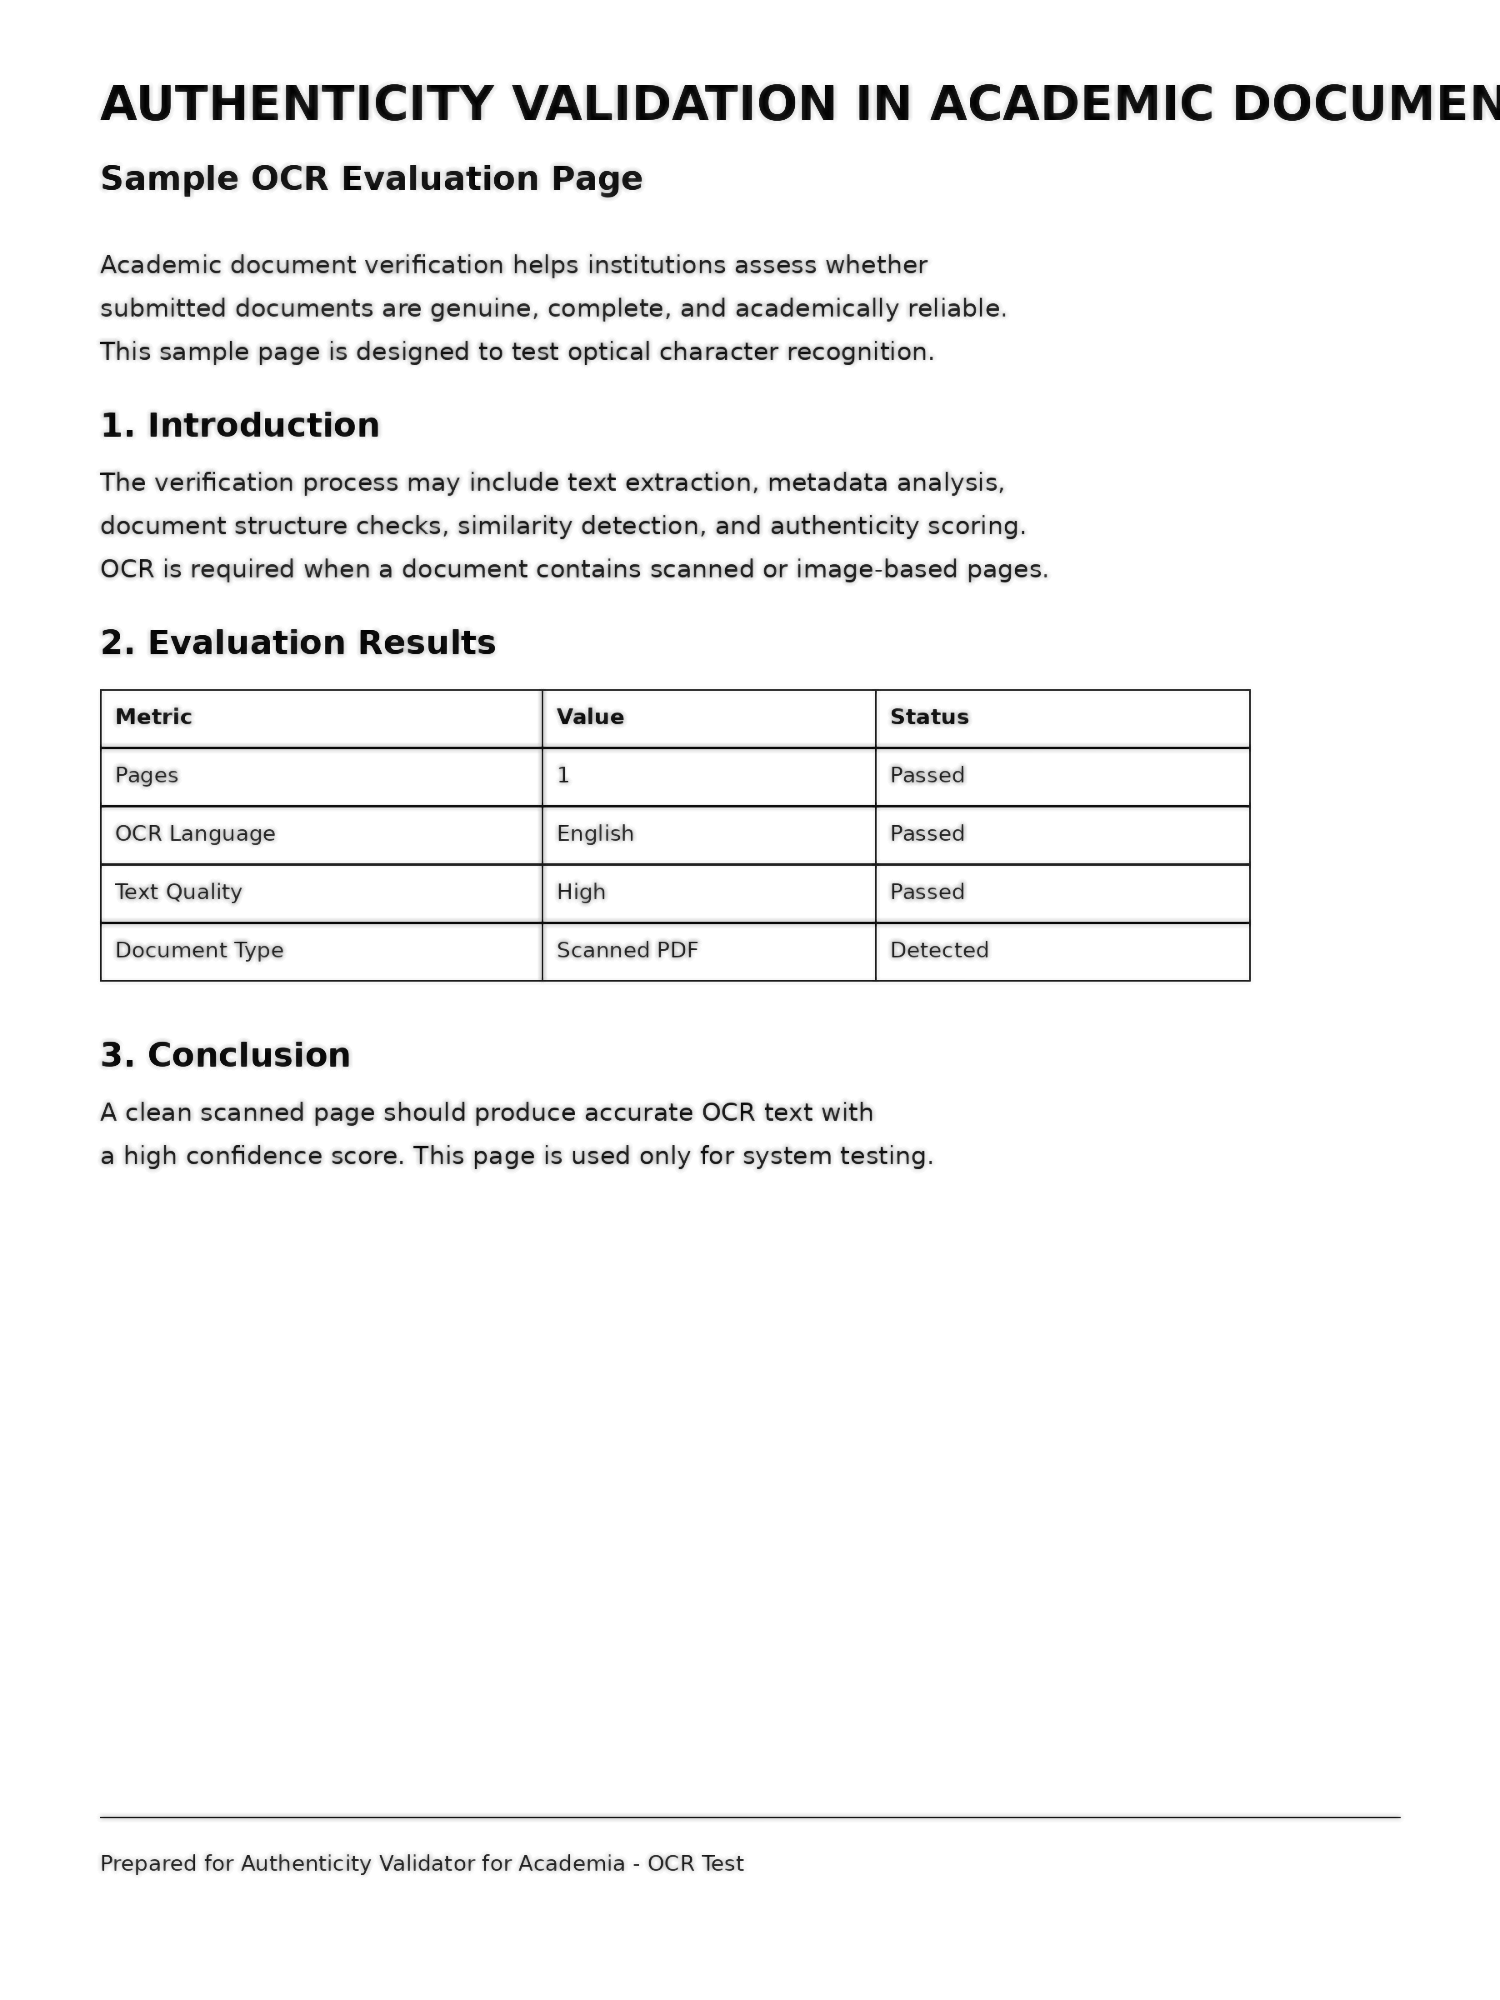 AUTHENTICITY VALIDATION IN ACADEMIC DOCUMEN
Sample OCR Evaluation Page
Academic document verification helps institutions assess whether
submitted documents are genuine, complete, and academically reliable.
This sample page is designed to test optical character recognition.
1. Introduction
The verification process may include text extraction, metadata analysis,
document structure checks, similarity detection, and authenticity scoring.
OCR is required when a document contains scanned or image-based pages.
2. Evaluation Results
Metric Value Status
Pages 1 Passed
OCR Language English Passed
Text Quality High Passed
Document Type Scanned PDF Detected
3. Conclusion
A clean scanned page should produce accurate OCR text with
a high confidence score. This page is used only for system testing.
Prepared for Authenticity Validator for Academia - OCR Test